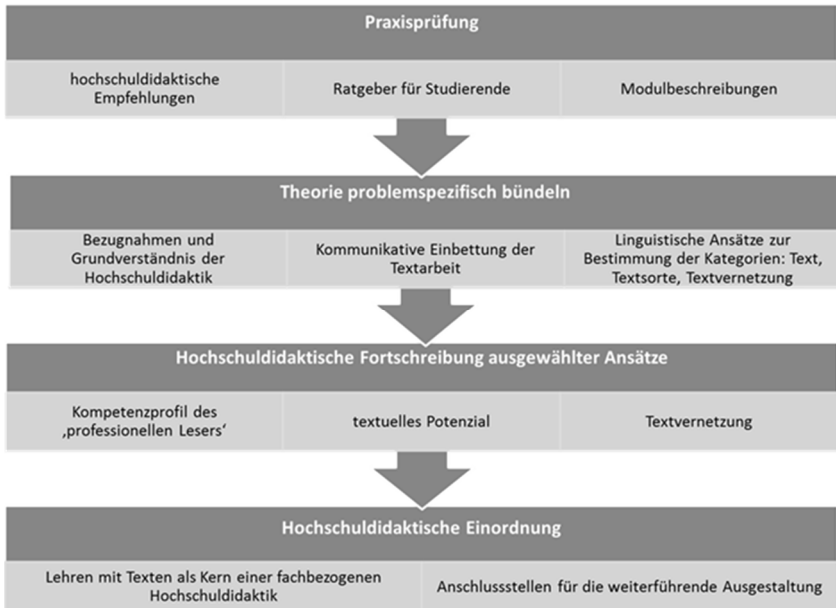 Praxisprüfung
hochschuldidaktische
Empfehlungen
Ratgeber für Studierende
Modulbeschreibungen
Theorie problemspezifisch bündeln
Bezugnahmen und
Grundverständnis der
Hochschuldidaktik
Kommunikative Einbettung der
Textarbeit
Linguistische Ansätze zur
Bestimmung der Kategorien: Text,
Textsorte, Textvernetzung
Hochschuldidaktische Fortschreibung ausgewählter Ansätze
Kompetenzprofil des
‚professionellen Lesers‘
textuelles Potenzial
Textvernetzung
Hochschuldidaktische Einordnung
Lehren mit Texten als Kern einer fachbezogenen
Hochschuldidaktik
Anschlussstellen für die weiterführende Ausgestaltung